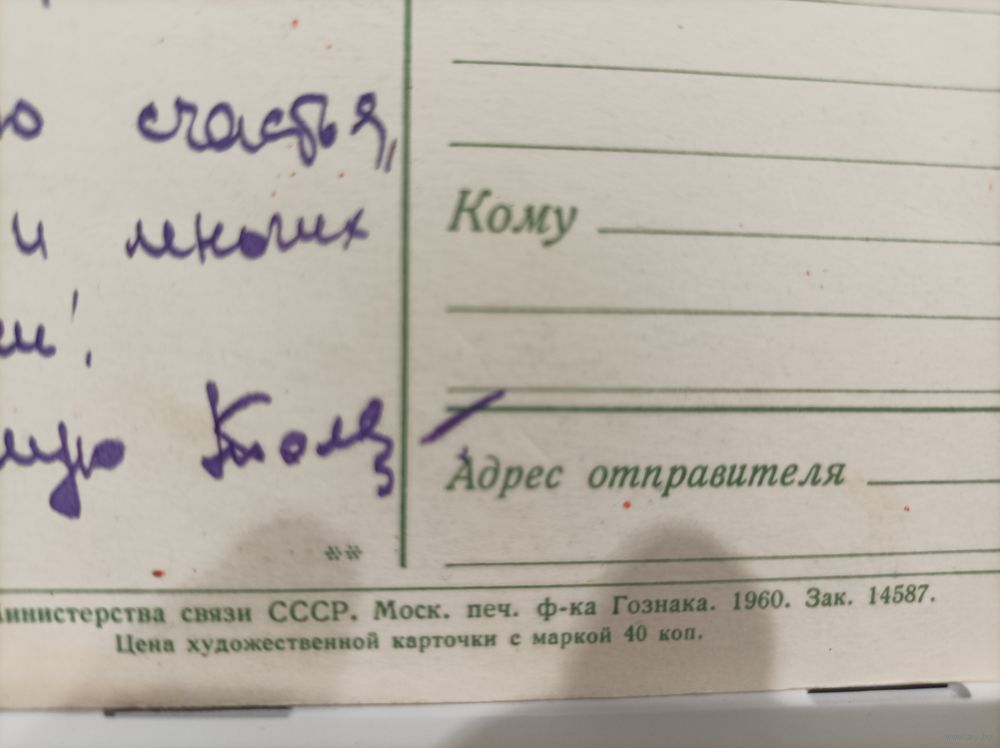 счастья,
и многих
Кому
Адрес отправителя
**
министерства связи СССР. Моск. печ. ф-ка Гознака. 1960. Зак. 14587.
Цена художественной карточки с маркой 40 коп.